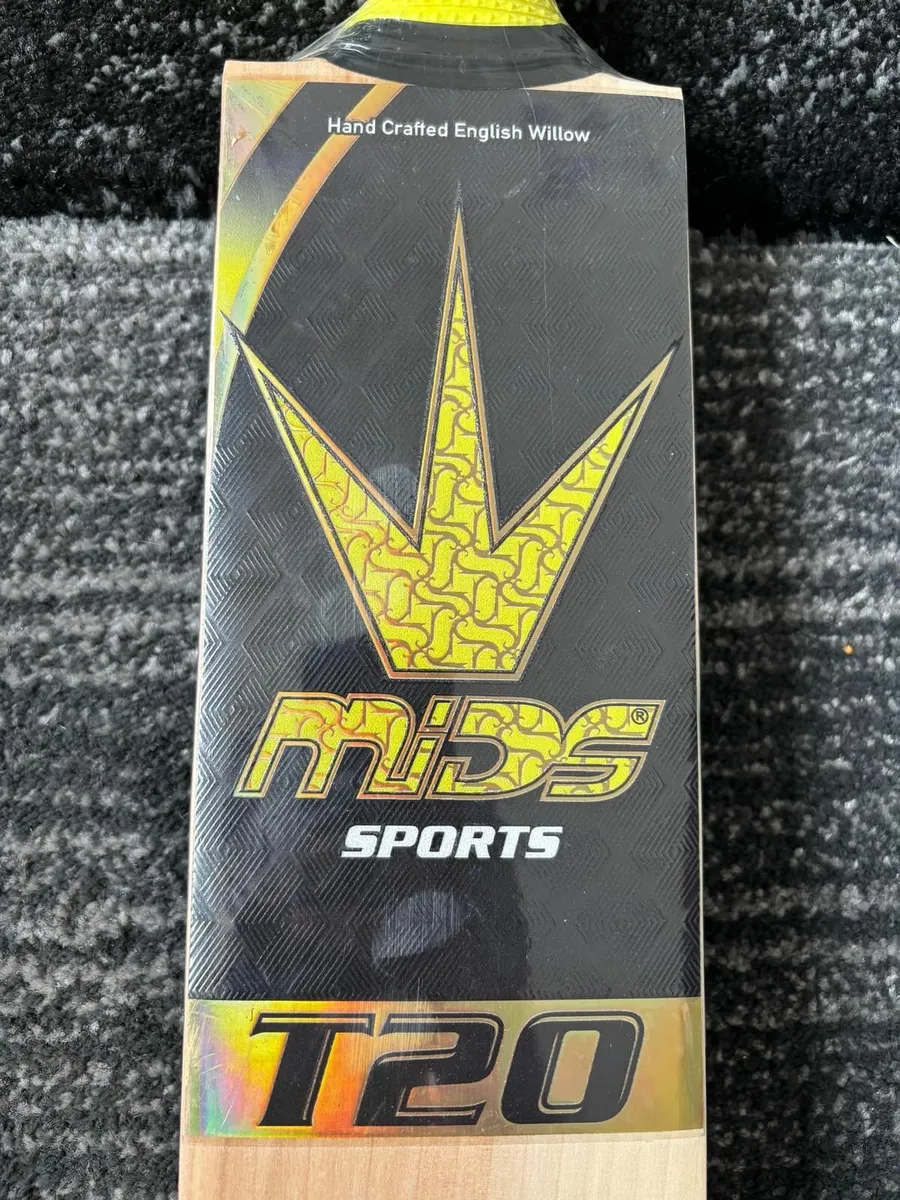 Hand Crafted English Willow
MiDS®
SPORTS
T20